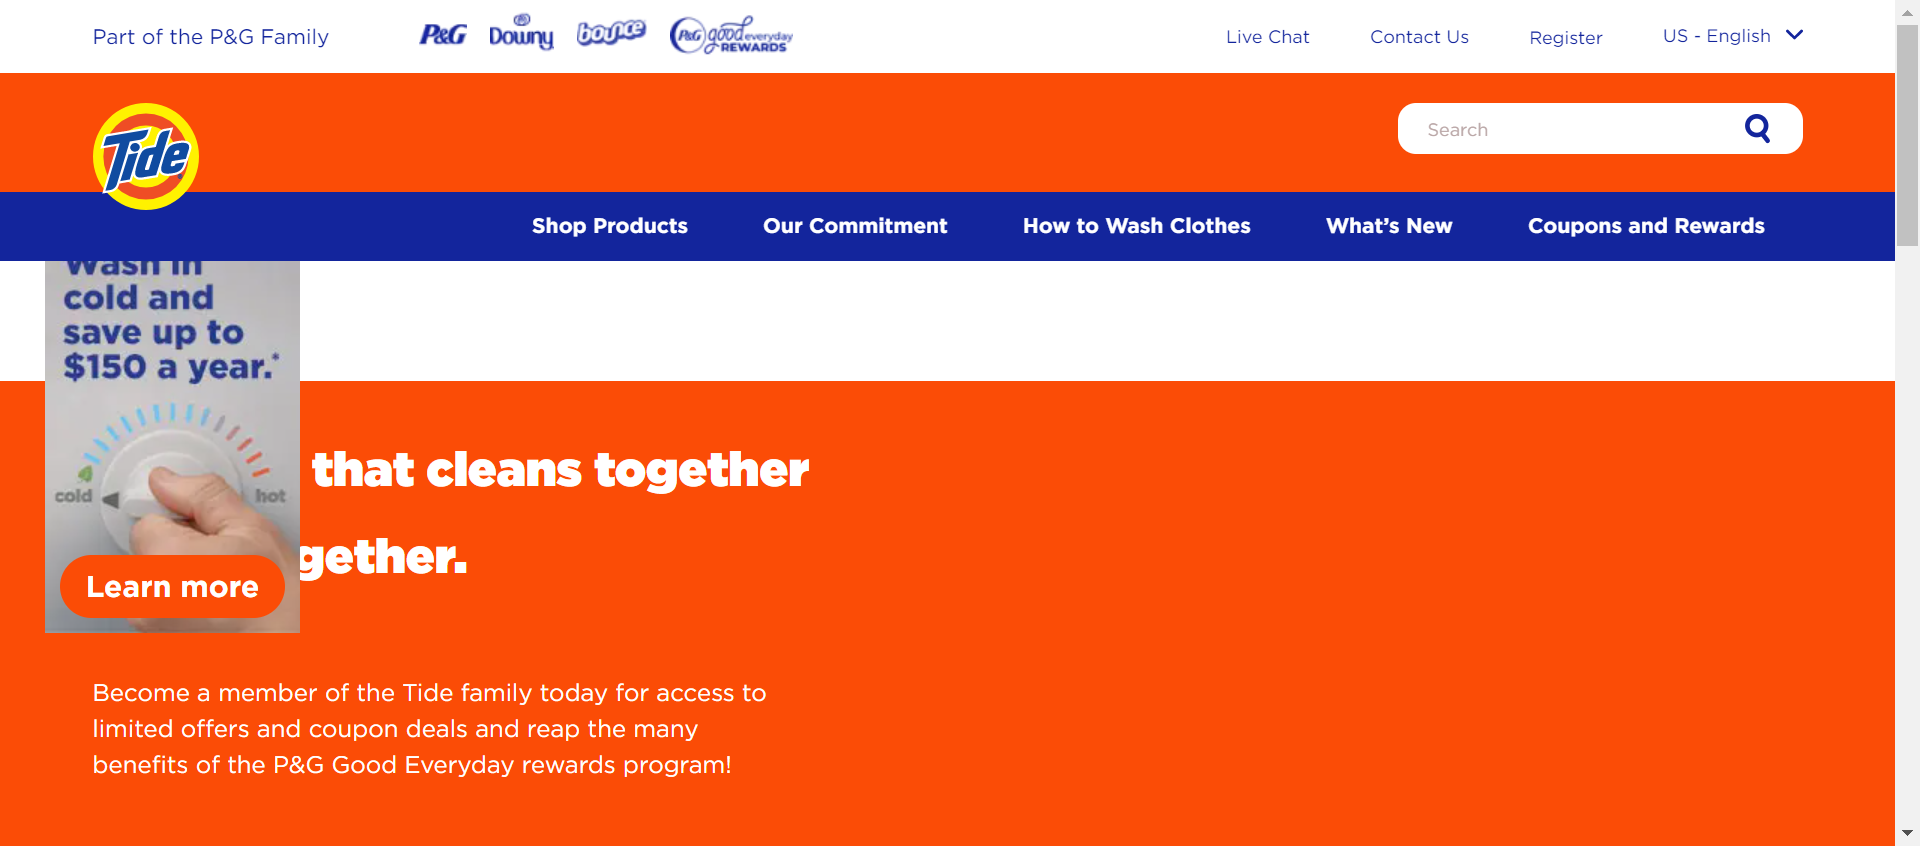 Part of the P&G Family
P&G
Downy
bounce
P&G good everyday REWARDS
Live Chat
Contact Us
Register
US - English
Tide
Search
Shop Products
Our Commitment
How to Wash Clothes
What's New
Coupons and Rewards
Wash in
cold and
save up to
$150 a year.*
cold
hot
Learn more
that cleans together
gether.
Become a member of the Tide family today for access to
limited offers and coupon deals and reap the many
benefits of the P&G Good Everyday rewards program!